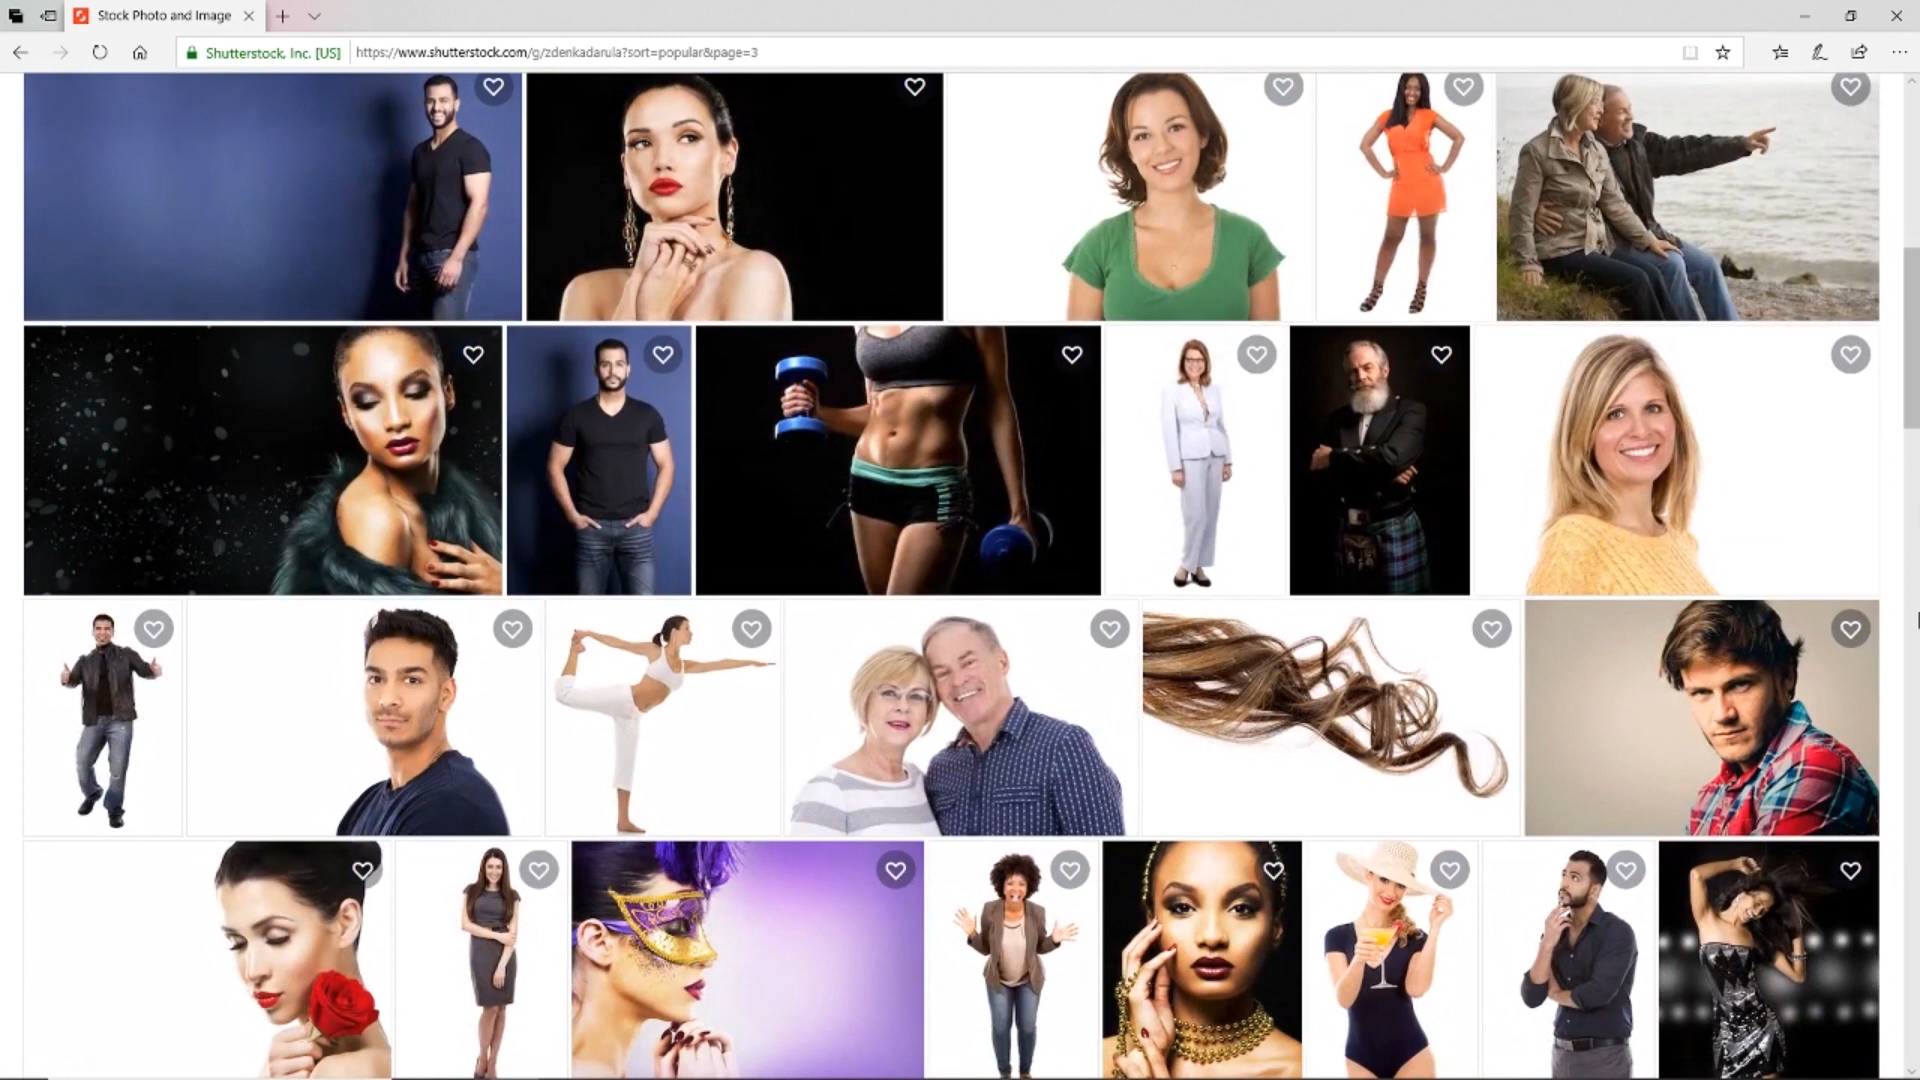 Stock Photo and Image
Shutterstock, Inc. [US]
https://www.shutterstock.com/g/zdenkadarula?sort=popular&page=3